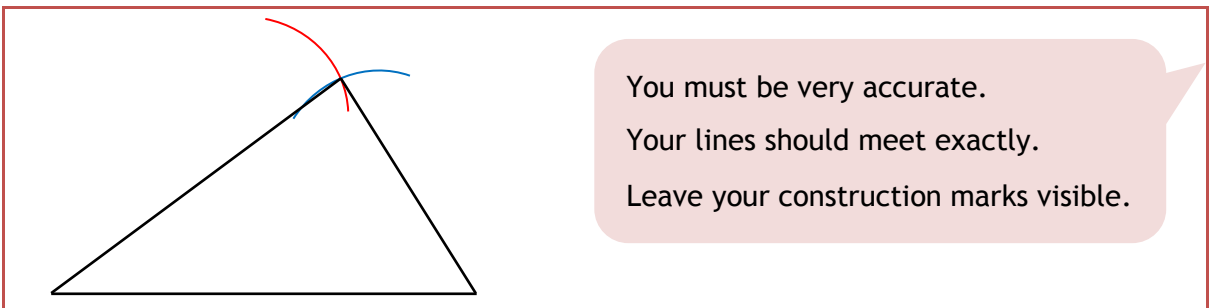 You must be very accurate.
Your lines should meet exactly.
Leave your construction marks visible.